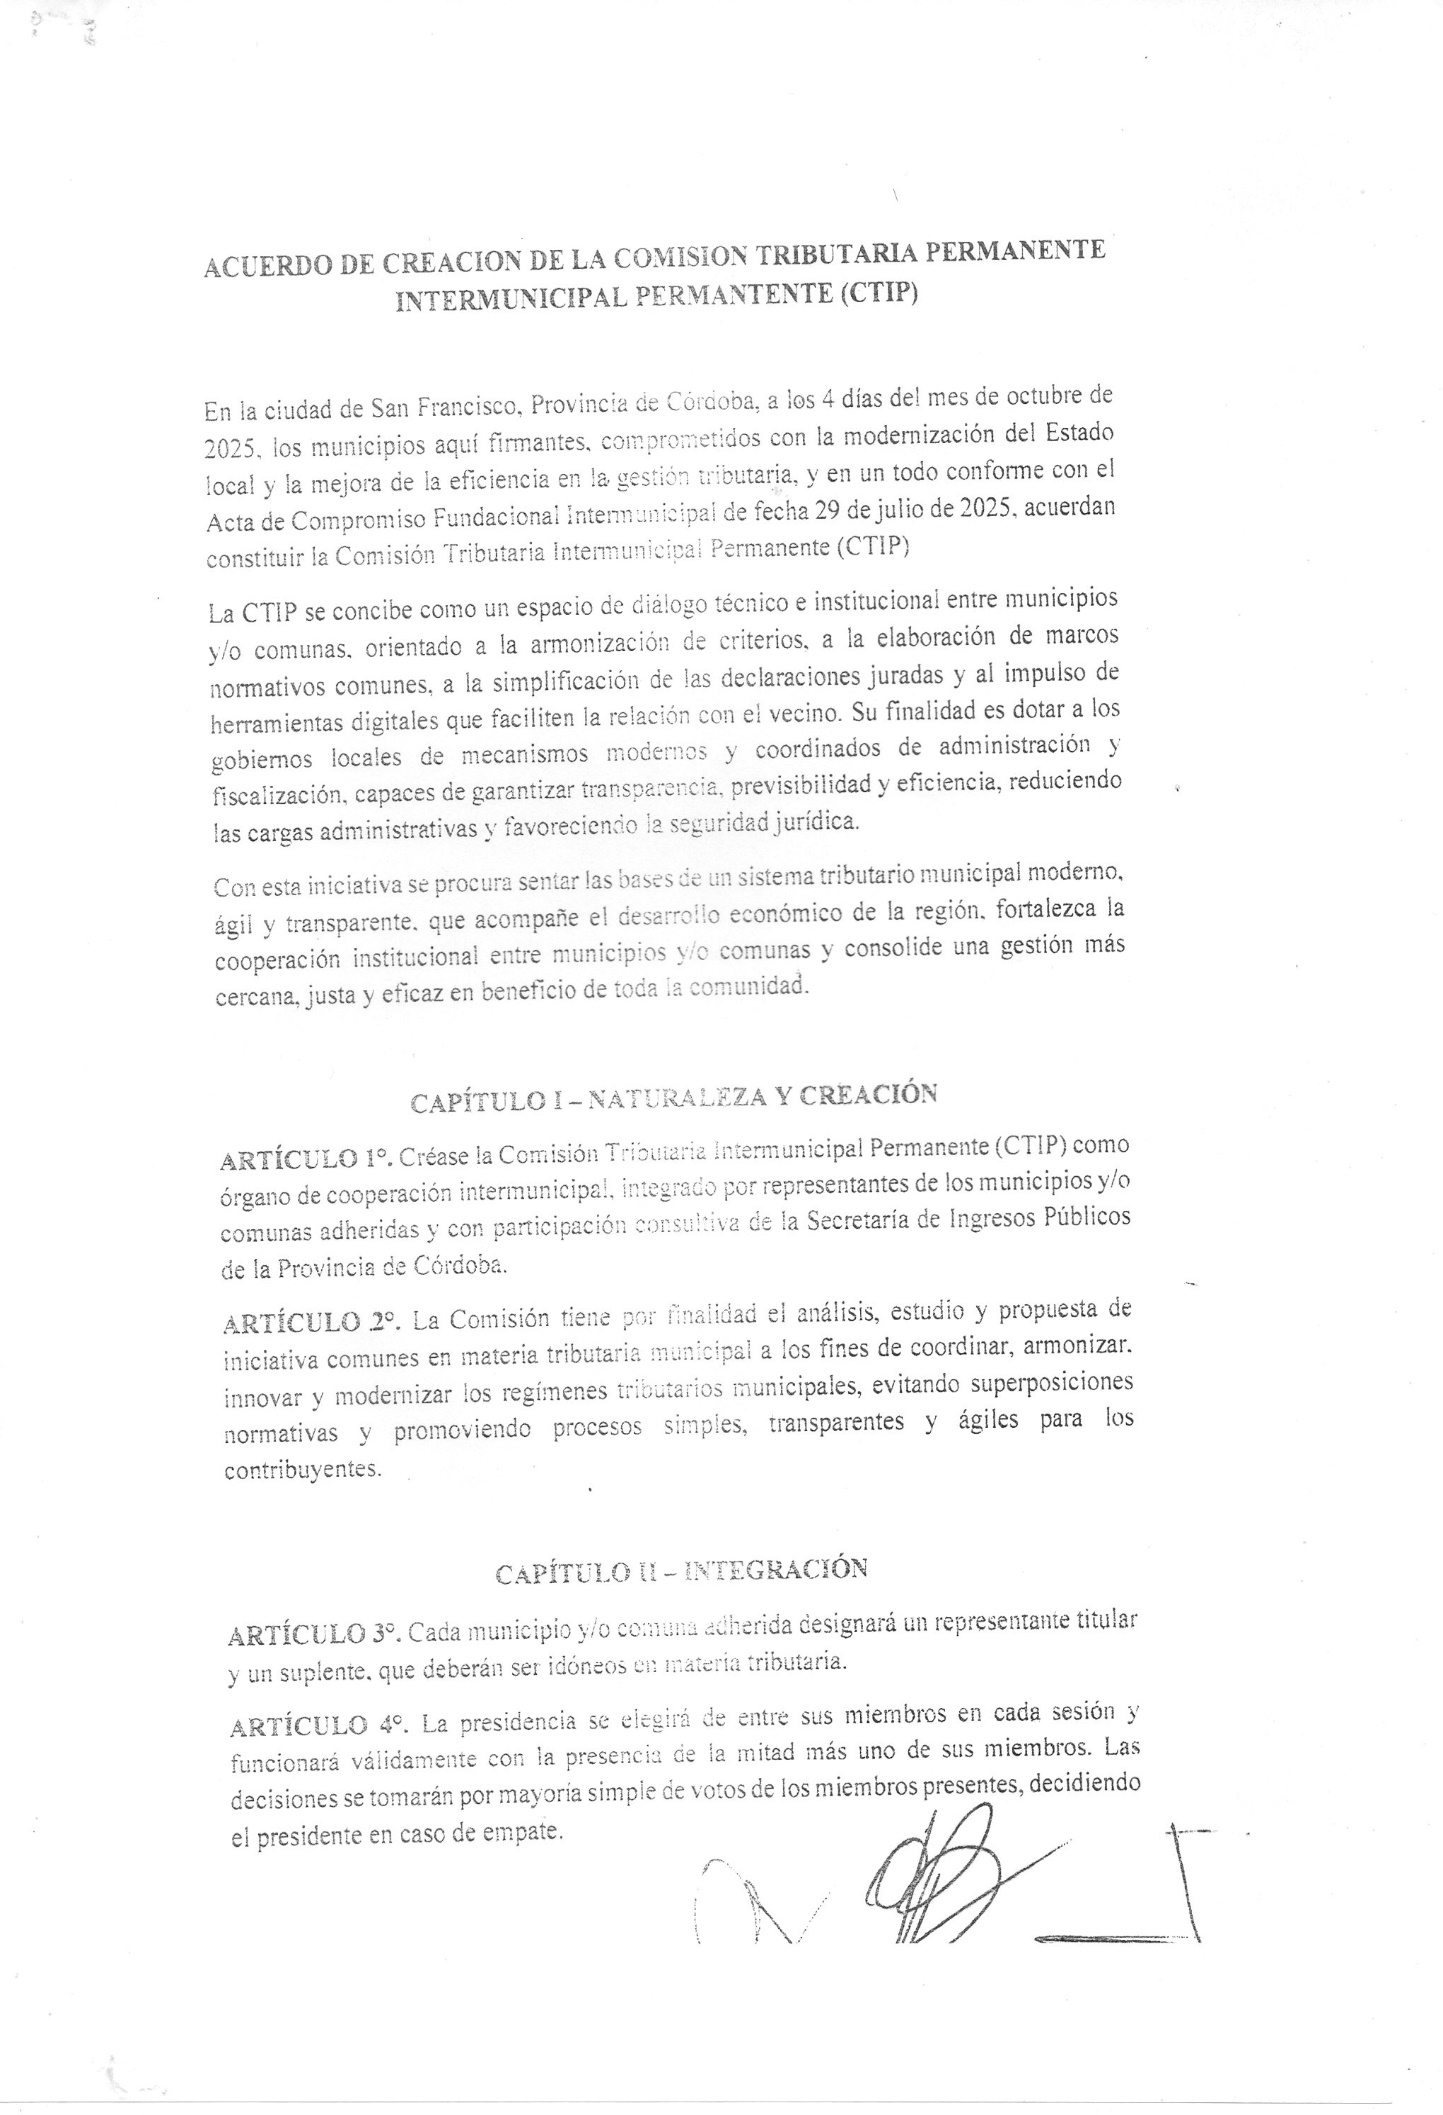 ACUERDO DE CREACION DE LA COMISION TRIBUTARIA PERMANENTE
INTERMUNICIPAL PERMANTENTE (CTIP)
En la ciudad de San Francisco, Provincia de Córdoba, a los 4 días del mes de octubre de
2025, los municipios aquí firmantes, comprometidos con la modernización del Estado
local y la mejora de la eficiencia en la gestión tributaria, y en un todo conforme con el
Acta de Compromiso Fundacional Intermunicipal de fecha 29 de julio de 2025, acuerdan
constituir la Comisión Tributaria Intermunicipal Permanente (CTIP)
La CTIP se concibe como un espacio de diálogo técnico e institucional entre municipios
y/o comunas, orientado a la armonización de criterios, a la elaboración de marcos
normativos comunes, a la simplificación de las declaraciones juradas y al impulso de
herramientas digitales que faciliten la relación con el vecino. Su finalidad es dotar a los
gobiernos locales de mecanismos modernos y coordinados de administración y
fiscalización, capaces de garantizar transparencia, previsibilidad y eficiencia, reduciendo
las cargas administrativas y favoreciendo la seguridad jurídica.
Con esta iniciativa se procura sentar las bases de un sistema tributario municipal moderno,
ágil y transparente, que acompañe el desarrollo económico de la región, fortalezca la
cooperación institucional entre municipios y/o comunas y consolide una gestión más
cercana, justa y eficaz en beneficio de toda la comunidad.
CAPÍTULO I – NATURALEZA Y CREACIÓN
ARTÍCULO 1°. Créase la Comisión Tributaria Intermunicipal Permanente (CTIP) como
órgano de cooperación intermunicipal, integrado por representantes de los municipios y/o
comunas adheridas y con participación consultiva de la Secretaría de Ingresos Públicos
de la Provincia de Córdoba.
ARTÍCULO 2°. La Comisión tiene por finalidad el análisis, estudio y propuesta de
iniciativa comunes en materia tributaria municipal a los fines de coordinar, armonizar,
innovar y modernizar los regímenes tributarios municipales, evitando superposiciones
normativas y promoviendo procesos simples, transparentes y ágiles para los
contribuyentes.
CAPÍTULO II – INTEGRACIÓN
ARTÍCULO 3°. Cada municipio y/o comuna adherida designará un representante titular
y un suplente, que deberán ser idóneos en materia tributaria.
ARTÍCULO 4°. La presidencia se elegirá de entre sus miembros en cada sesión y
funcionará válidamente con la presencia de la mitad más uno de sus miembros. Las
decisiones se tomarán por mayoría simple de votos de los miembros presentes, decidiendo
el presidente en caso de empate.